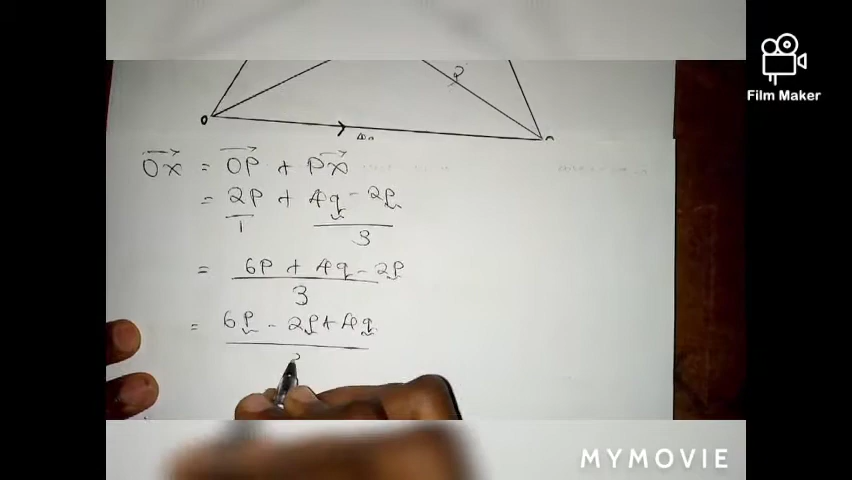 Film Maker
Q
O
OX = OP + PX
= 2p/1 + (4q - 2p)/3
= (6p + 4q - 2p)/3
= (6p - 2p + 4q)/
MYMOVIE